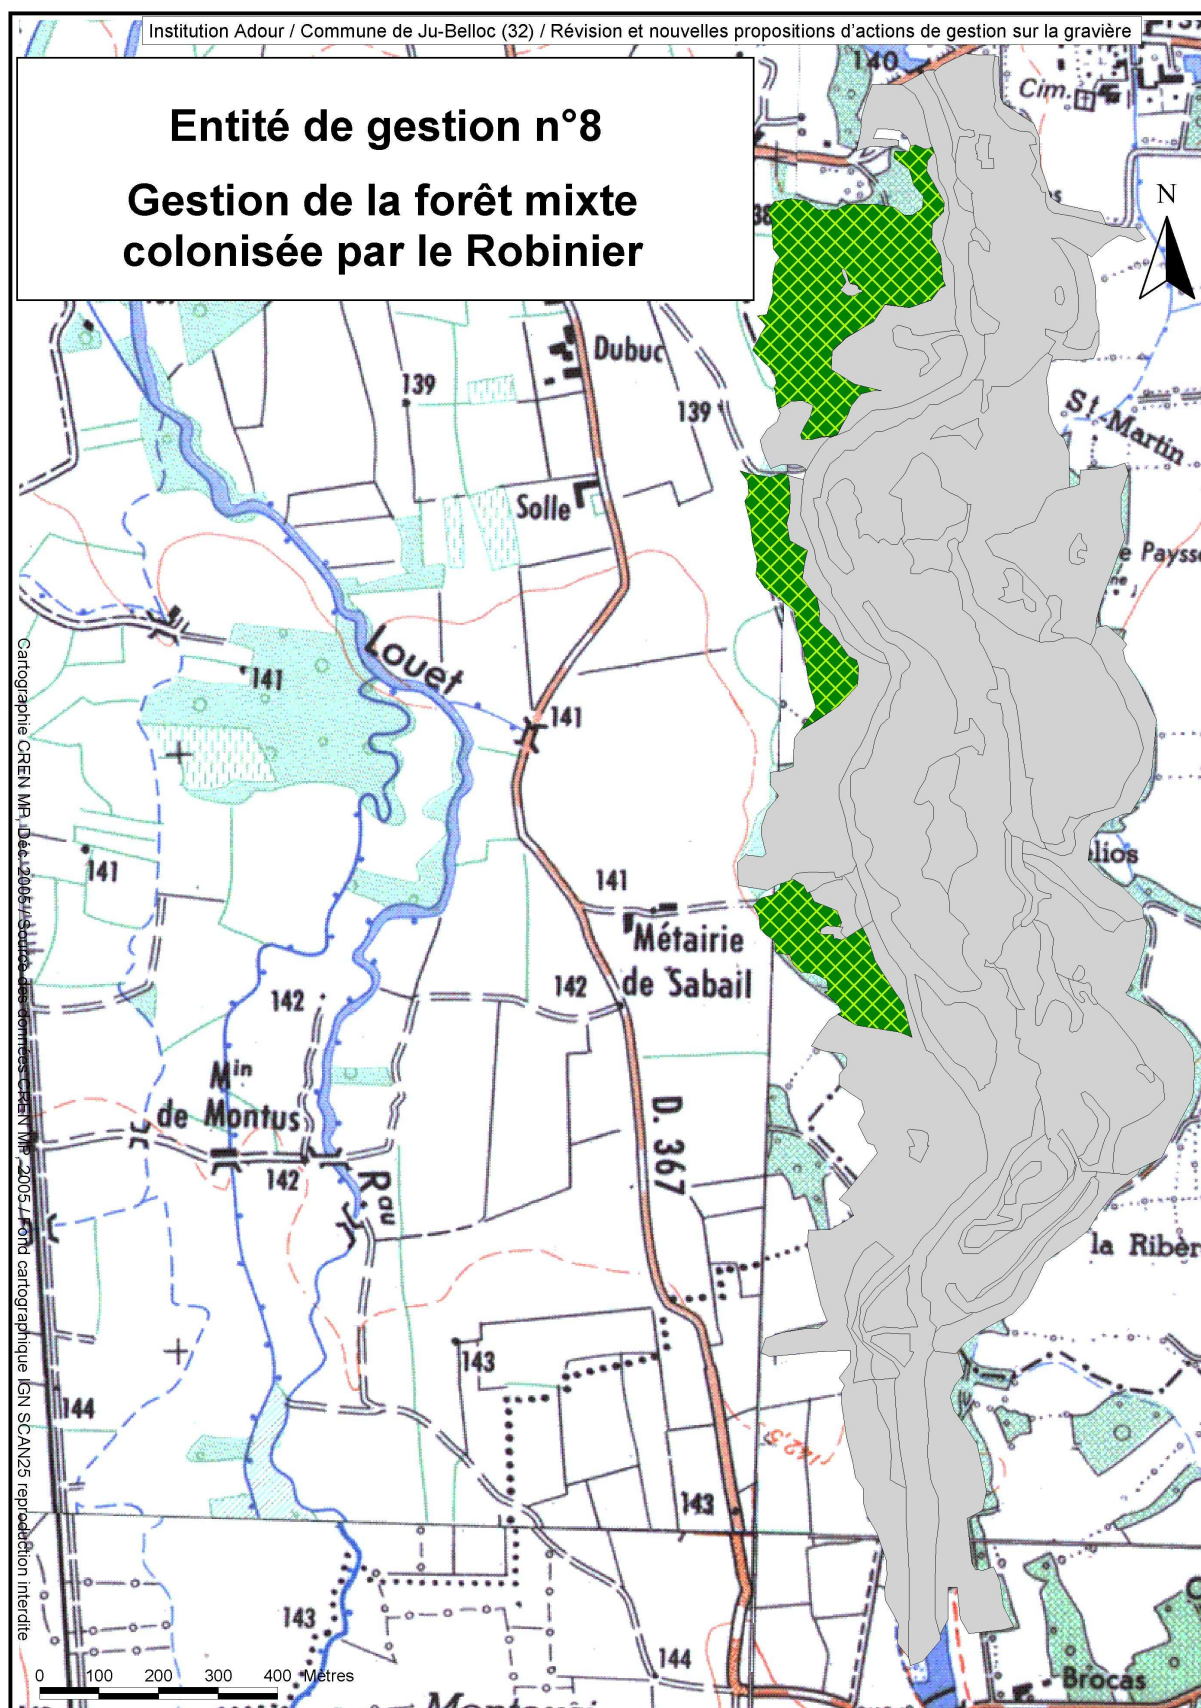 Institution Adour / Commune de Ju-Belloc (32) / Révision et nouvelles propositions d'actions de gestion sur la gravière
Entité de gestion n°8
Gestion de la forêt mixte
colonisée par le Robinier
140
Cim.
N
Dubuc
139
139
St-Martin
Solle
Louet
141
141
141
141
lios
Métairie
de Sabail
142
142
Min
de Montus
142
Rau
D. 367
la Ribèr
143
144
142,5
143
143
144
Brocas
0 100 200 300 400 Mètres
Cartographie CREN MP, Déc. 2005 / Source des données CREN MP, 2005 / Fond cartographique IGN SCAN25 reproduction interdite